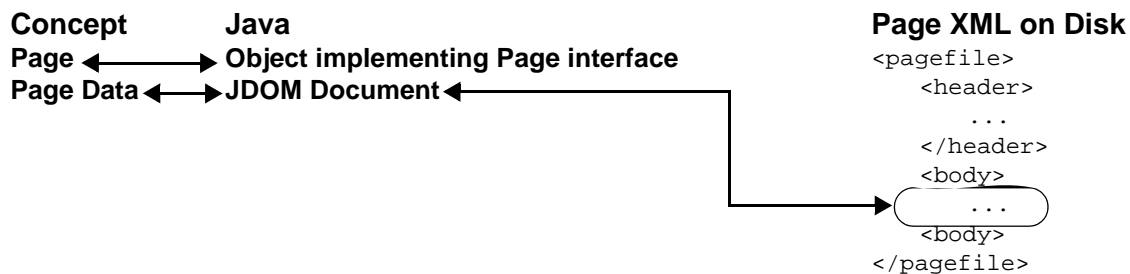 Concept Java Page XML on Disk
Page Object implementing Page interface <pagefile>
Page Data JDOM Document <header>
...
</header>
<body>
...
<body>
</pagefile>